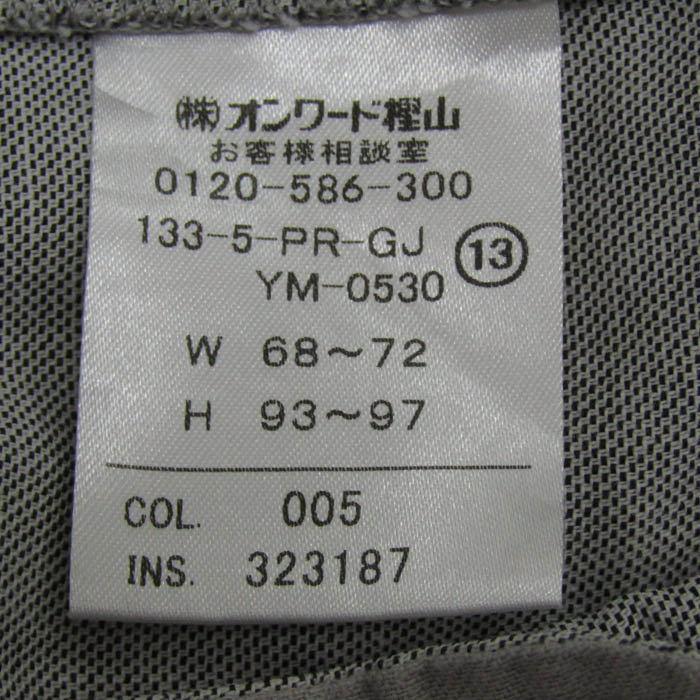 ㈱オンワード樫山
お客様相談室
0120-586-300
133-5-PR-GJ ⑬
YM-0530
W 68～72
H 93～97
COL. 005
INS. 323187